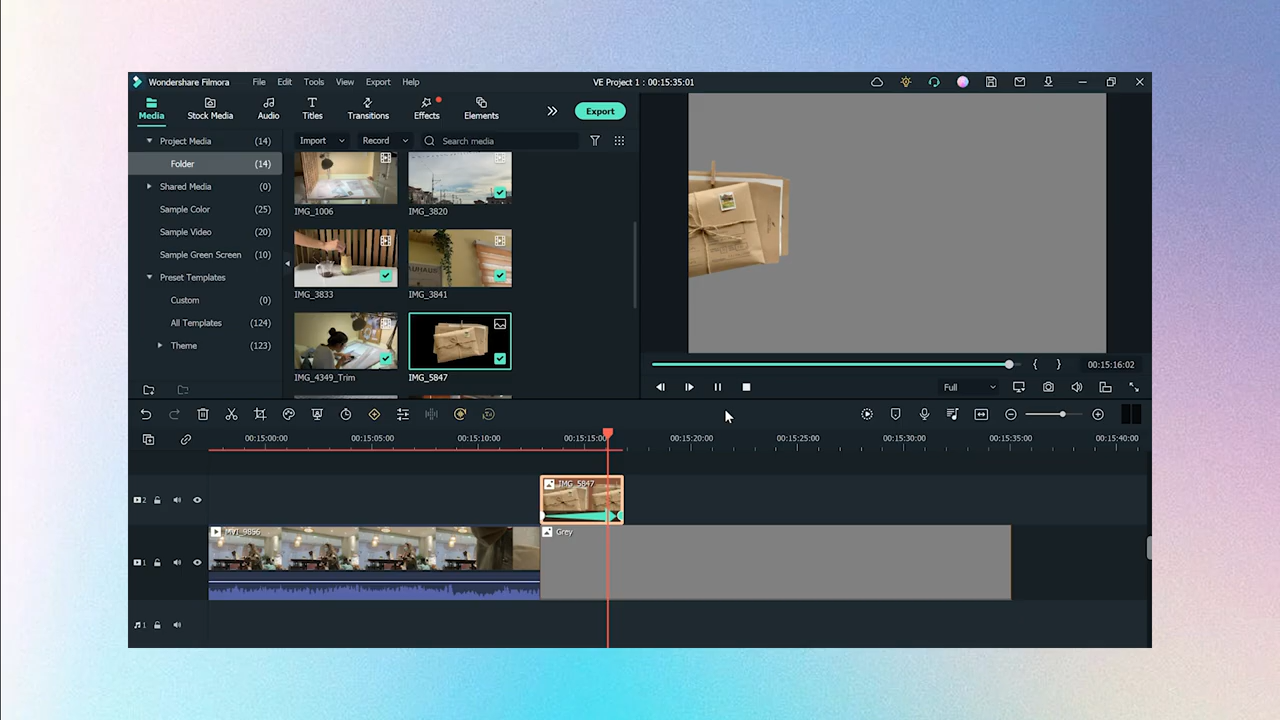 Wondershare Filmora File Edit Tools View Export Help VE Project 1 : 00:15:35:01
Media Stock Media Audio Titles Transitions Effects Elements Export
Project Media (14)
Folder (14)
Shared Media (0)
Sample Color (25)
Sample Video (20)
Sample Green Screen (10)
Preset Templates
Custom (0)
All Templates (124)
Theme (123)
Import Record Search media
IMG_1006 IMG_3820
IMG_3833 IMG_3841
IMG_4349_Trim IMG_5847
{ } 00:15:16:02
Full
00:15:00:00 00:15:05:00 00:15:10:00 00:15:15:00 00:15:20:00 00:15:25:00 00:15:30:00 00:15:35:00 00:15:40:00
2 IMG_5847
1 MVI_9856 Grey
1